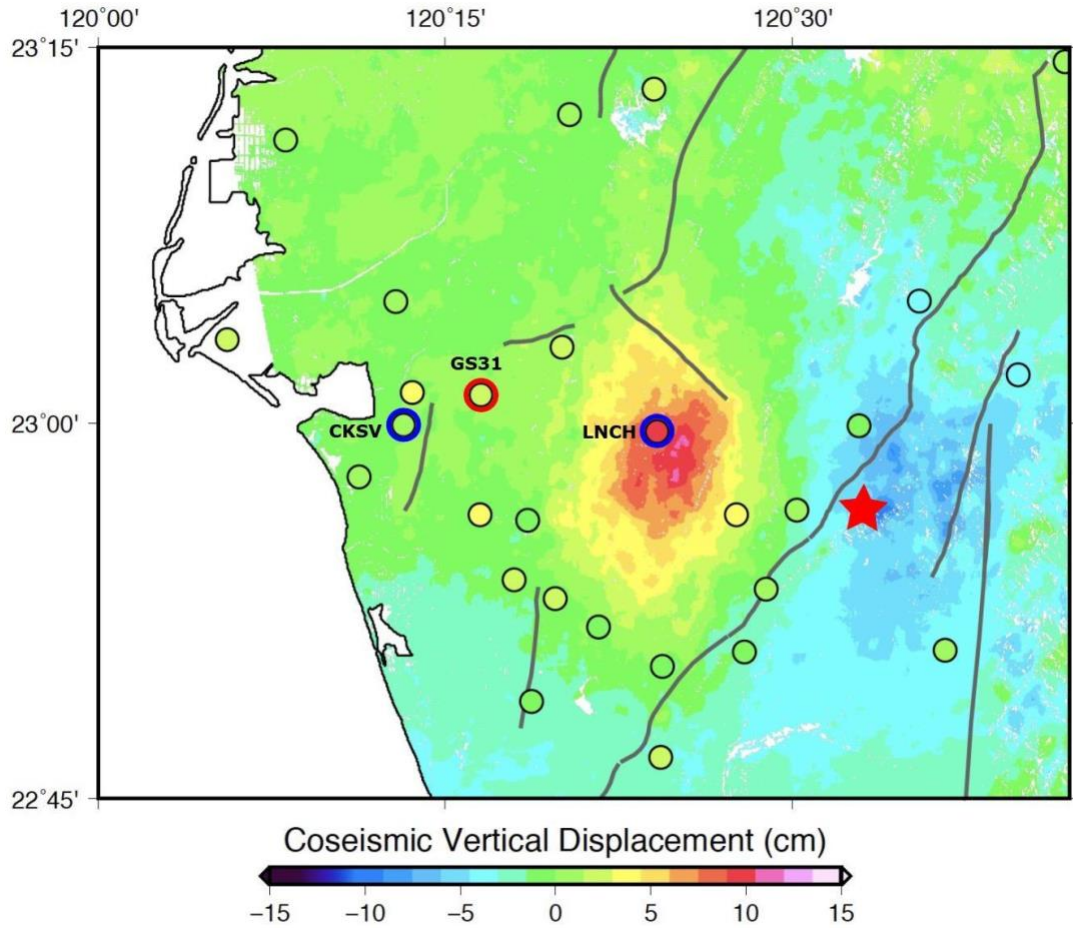 120°00' 120°15' 120°30'
23°15'
GS31
23°00'
CKSV LNCH
22°45'
Coseismic Vertical Displacement (cm)
−15 −10 −5 0 5 10 15